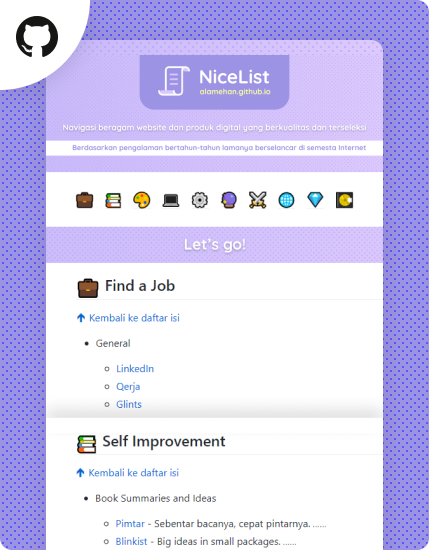 NiceList
alamehan.github.io
Navigasi beragam website dan produk digital yang berkualitas dan terseleksi
Berdasarkan pengalaman bertahun-tahun lamanya berselancar di semesta internet
Let's go!
Find a Job
Kembali ke daftar isi
General
LinkedIn
Qerja
Glints
Self Improvement
Kembali ke daftar isi
Book Summaries and Ideas
Pimtar - Sebentar bacanya, cepat pintarnya. ......
Blinkist - Big ideas in small packages. ......